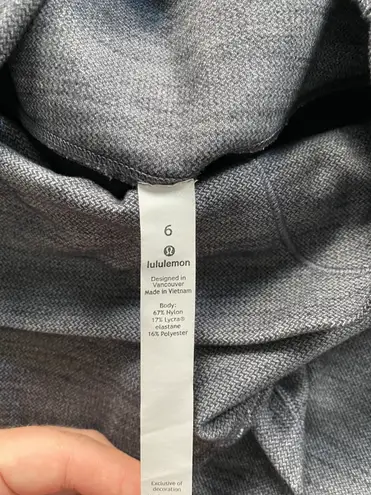 6
lululemon
Designed in
Vancouver
Made in Vietnam
Body:
67% Nylon
17% Lycra®
elastane
16% Polyester
Exclusive of
decoration